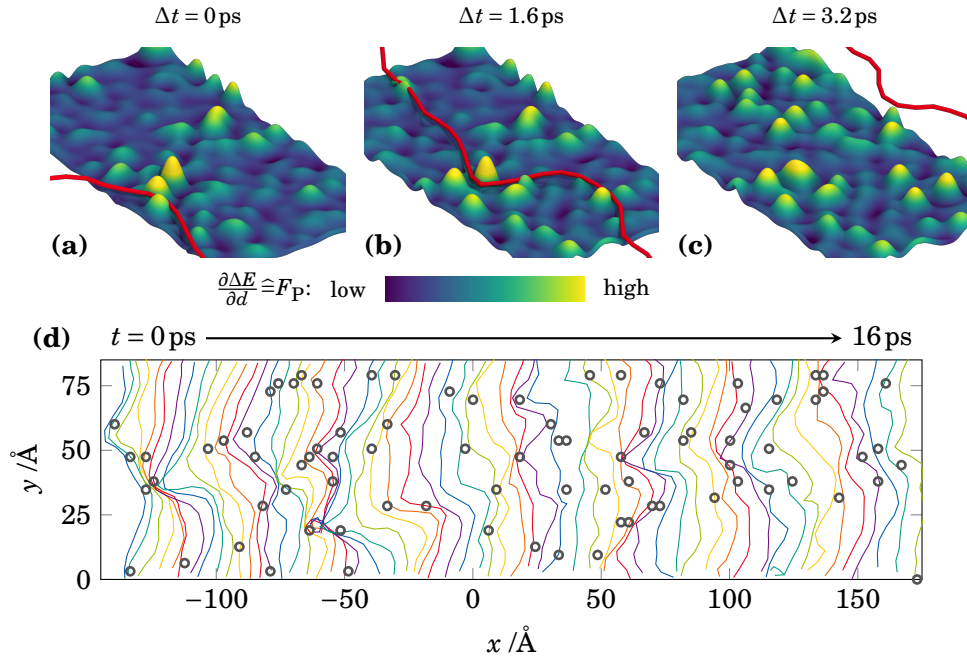 Δt = 0 ps Δt = 1.6 ps Δt = 3.2 ps
(a) (b) (c)
∂ΔE/∂d ≙ F_P: low high
(d) t = 0 ps 16 ps
75
50
25
0
y /Å
−100 −50 0 50 100 150
x /Å